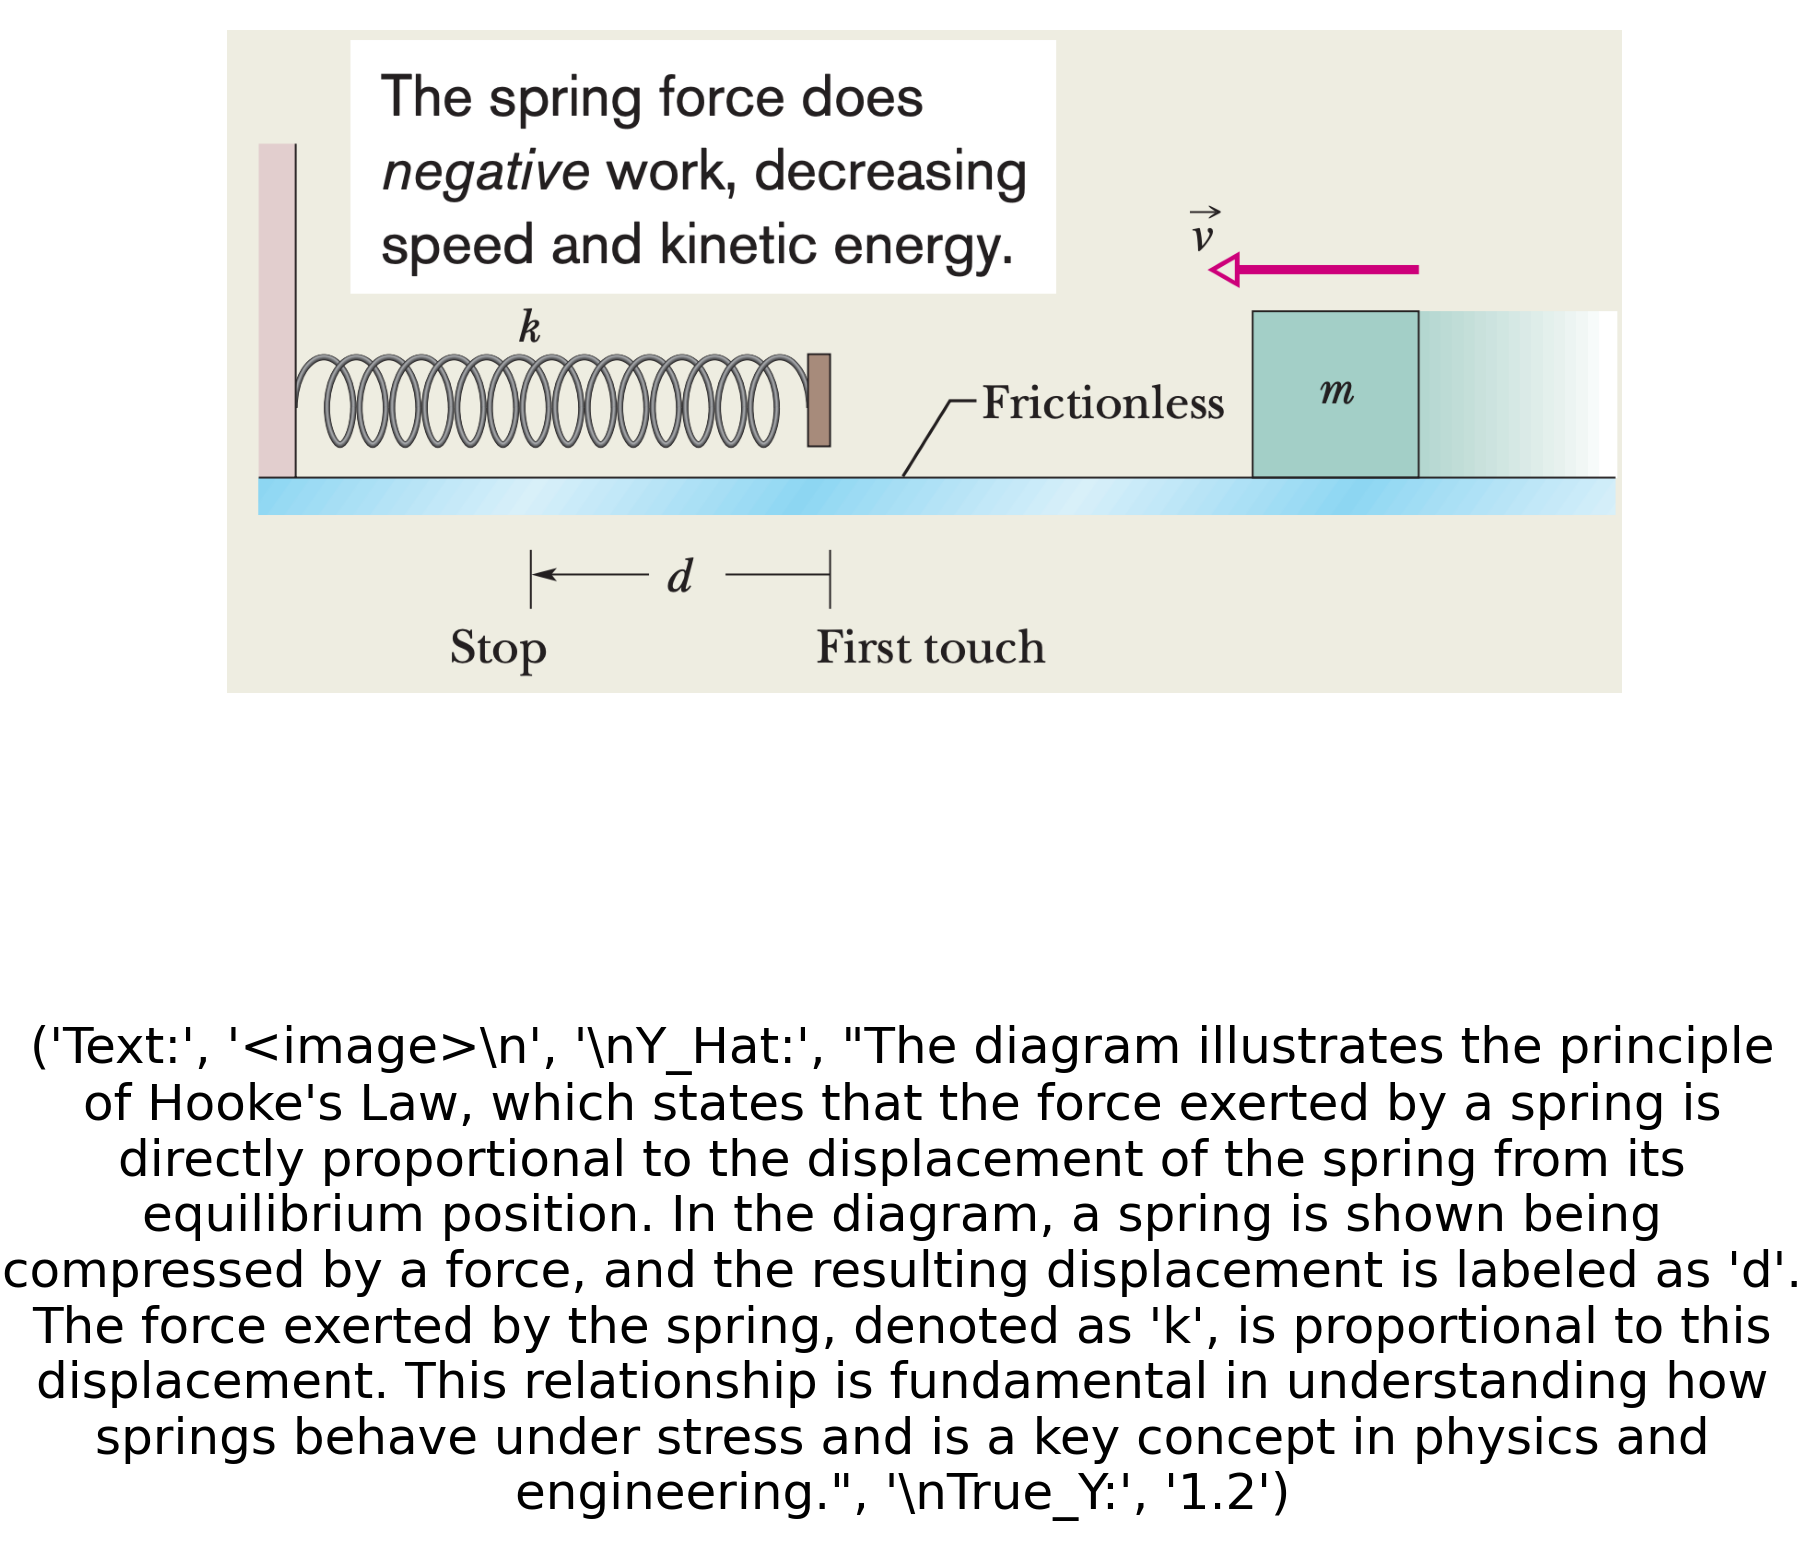 The spring force does
negative work, decreasing
speed and kinetic energy.
v
k
Frictionless
m
d
Stop
First touch
('Text:', '<image>\n', '\nY_Hat:', "The diagram illustrates the principle
of Hooke's Law, which states that the force exerted by a spring is
directly proportional to the displacement of the spring from its
equilibrium position. In the diagram, a spring is shown being
compressed by a force, and the resulting displacement is labeled as 'd'.
The force exerted by the spring, denoted as 'k', is proportional to this
displacement. This relationship is fundamental in understanding how
springs behave under stress and is a key concept in physics and
engineering.", '\nTrue_Y:', '1.2')